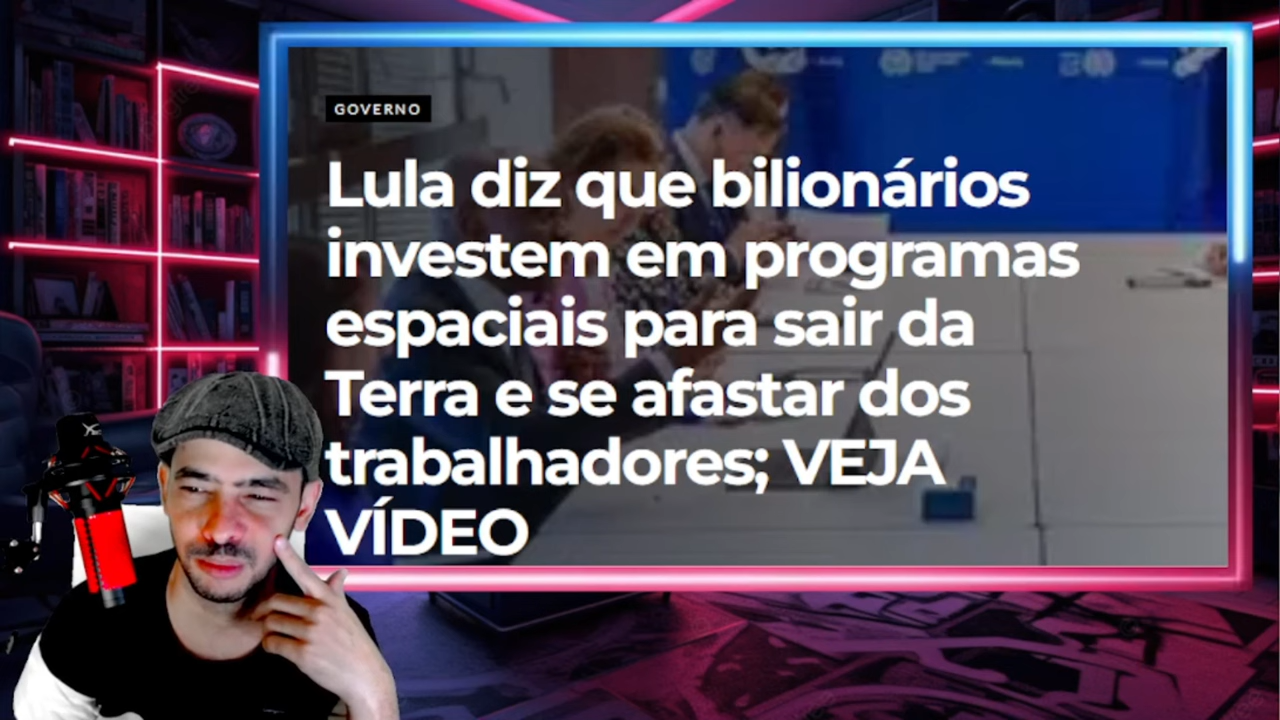 GOVERNO
Lula diz que bilionários
investem em programas
espaciais para sair da
Terra e se afastar dos
trabalhadores; VEJA
VÍDEO